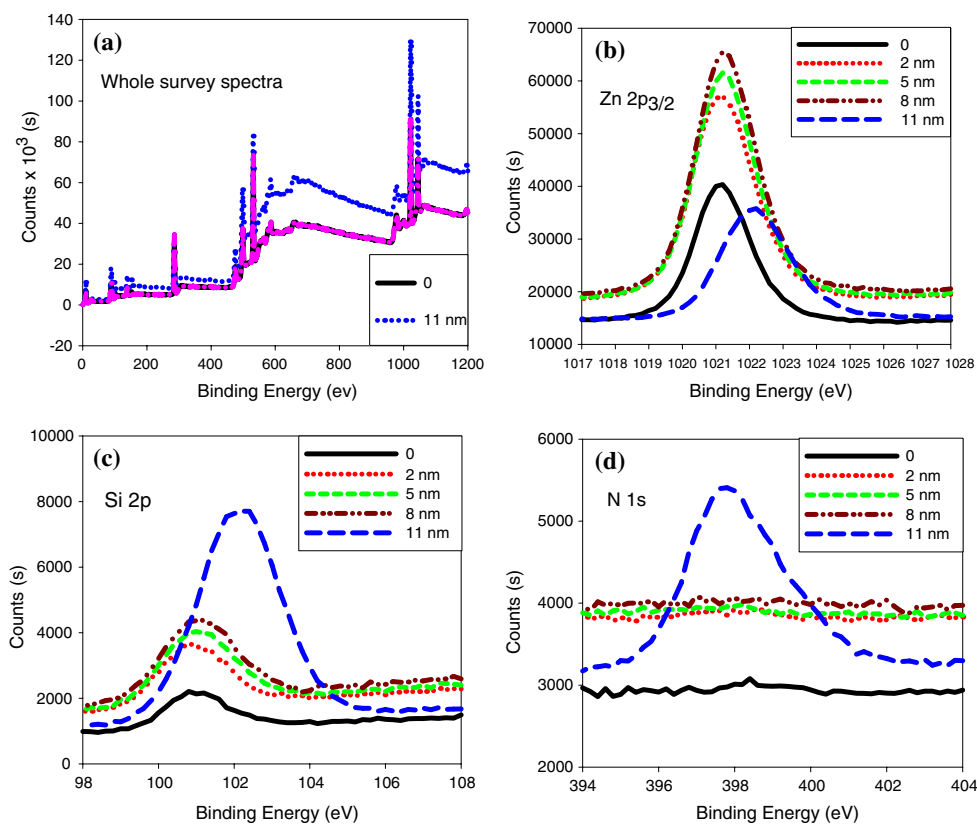 (a)
Whole survey spectra
Counts x 10³ (s)
140
120
100
80
60
40
20
0
-20
0
200
400
600
800
1000
1200
Binding Energy (ev)
0
11 nm
(b)
Zn 2p3/2
Counts (s)
70000
60000
50000
40000
30000
20000
10000
1017
1018
1019
1020
1021
1022
1023
1024
1025
1026
1027
1028
Binding Energy (eV)
0
2 nm
5 nm
8 nm
11 nm
(c)
Si 2p
Counts (s)
10000
8000
6000
4000
2000
0
98
100
102
104
106
108
Binding Energy (eV)
0
2 nm
5 nm
8 nm
11 nm
(d)
N 1s
Counts (s)
6000
5000
4000
3000
2000
394
396
398
400
402
404
Binding Energy (eV)
0
2 nm
5 nm
8 nm
11 nm